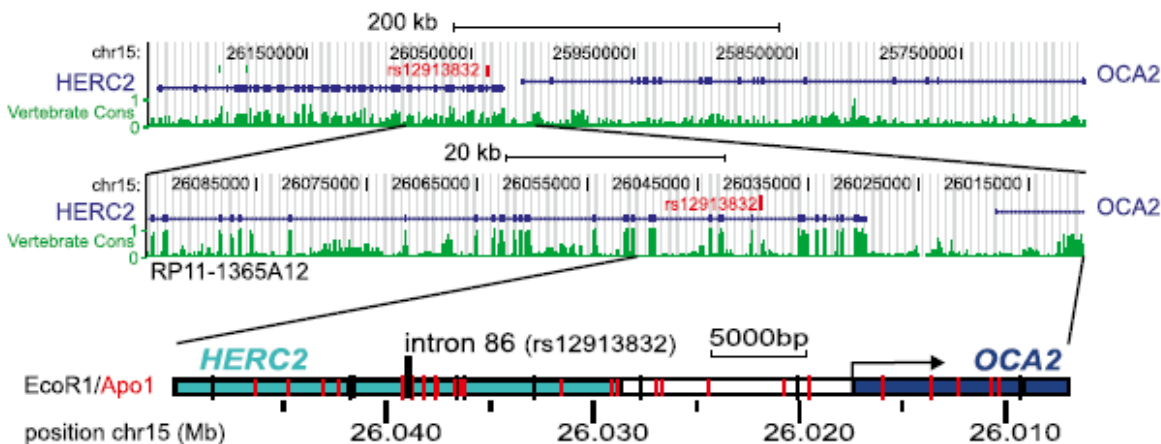 200 kb
chr15: 26150000 26050000 25950000 25850000 25750000
rs12913832
HERC2 OCA2
1
Vertebrate Cons
0
20 kb
chr15: 26085000 26075000 26065000 26055000 26045000 26035000 26025000 26015000
rs12913832
HERC2 OCA2
1
Vertebrate Cons
0
RP11-1365A12
intron 86 (rs12913832) 5000bp
HERC2 OCA2
EcoR1/Apo1
position chr15 (Mb) 26.040 26.030 26.020 26.010